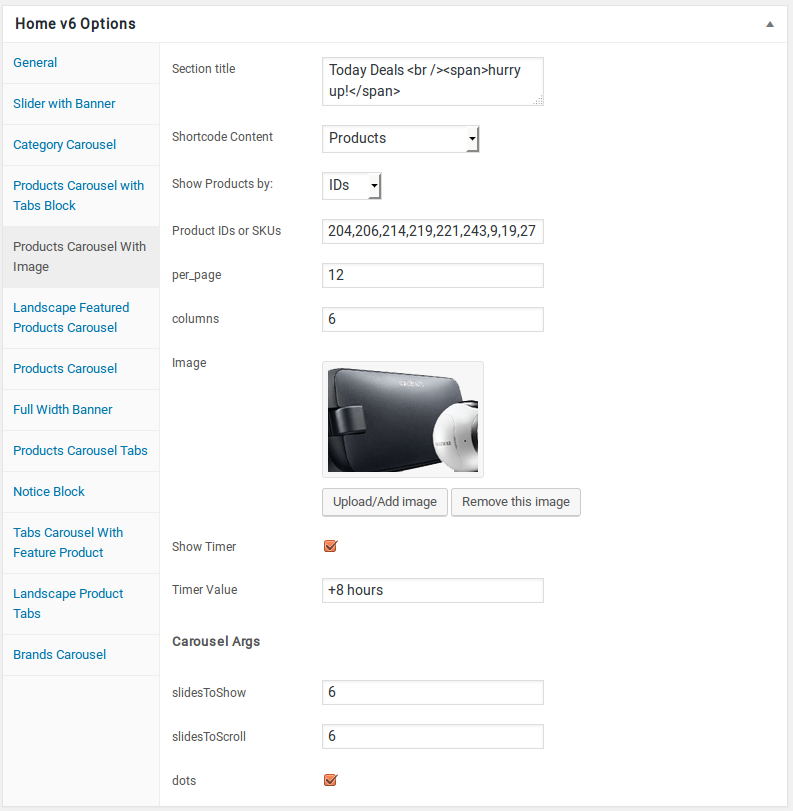 Home v6 Options
General
Slider with Banner
Category Carousel
Products Carousel with
Tabs Block
Products Carousel With
Image
Landscape Featured
Products Carousel
Products Carousel
Full Width Banner
Products Carousel Tabs
Notice Block
Tabs Carousel With
Feature Product
Landscape Product
Tabs
Brands Carousel
Section title
Today Deals <br /><span>hurry
up!</span>
Shortcode Content
Products
Show Products by:
IDs
Product IDs or SKUs
204,206,214,219,221,243,9,19,27
per_page
12
columns
6
Image
Upload/Add image
Remove this image
Show Timer
Timer Value
+8 hours
Carousel Args
slidesToShow
6
slidesToScroll
6
dots